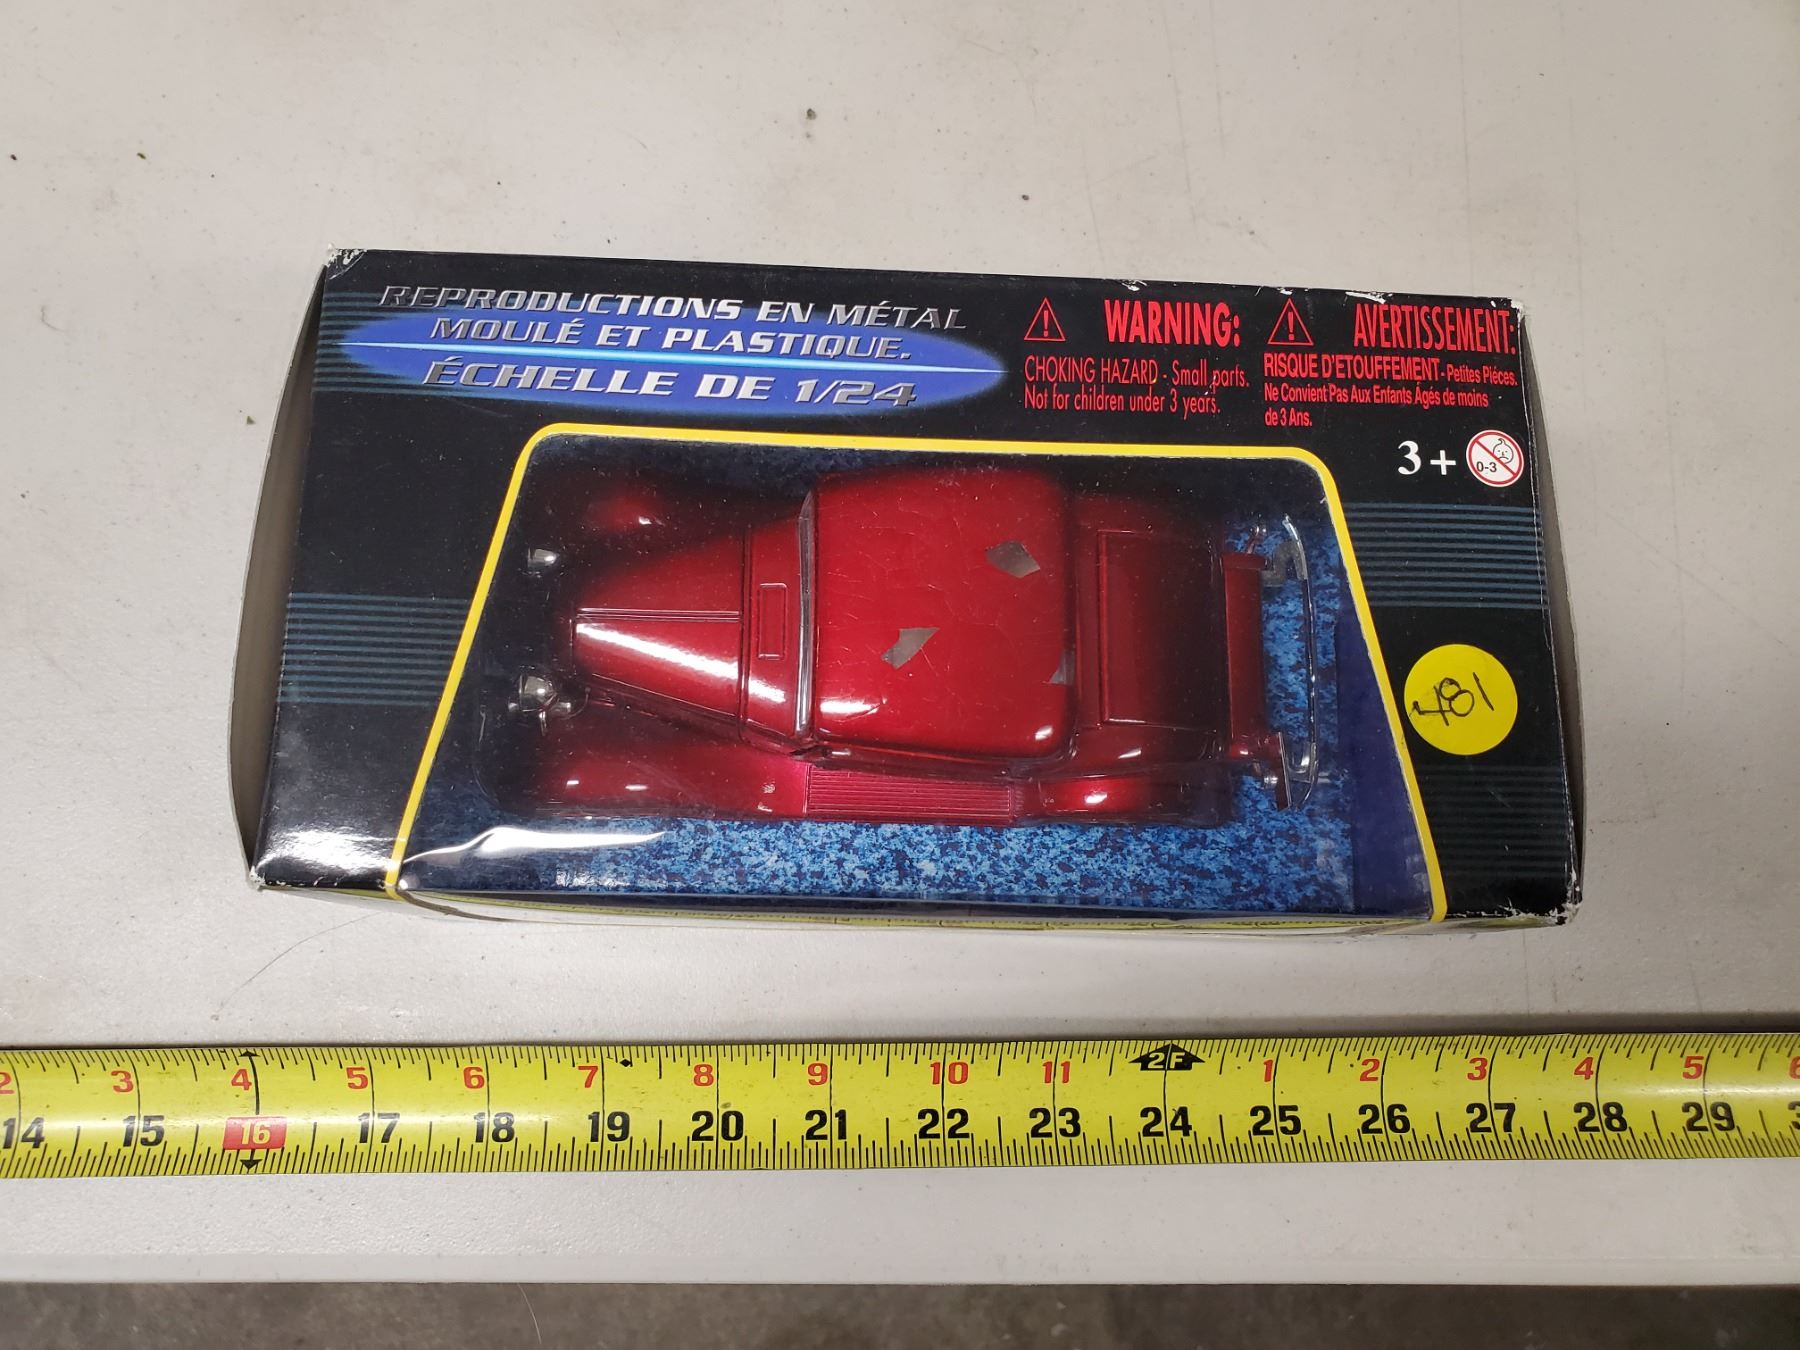 REPRODUCTIONS EN MÉTAL
MOULÉ ET PLASTIQUE.
ÉCHELLE DE 1/24
WARNING:
CHOKING HAZARD - Small parts.
Not for children under 3 years.
AVERTISSEMENT:
RISQUE D'ETOUFFEMENT - Petites Piéces.
Ne Convient Pas Aux Enfants Agés de moins
de 3 Ans.
3+
0-3
481
2 3 4 5 6 7 8 9 10 11 2F 1 2 3 4 5 6
14 15 16 17 18 19 20 21 22 23 24 25 26 27 28 29